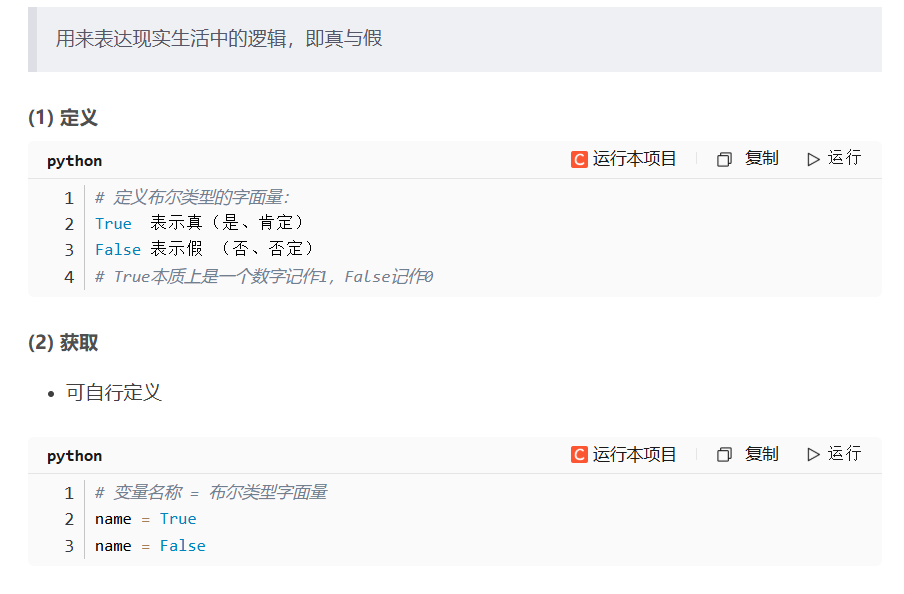 用来表达现实生活中的逻辑，即真与假
(1) 定义
python C 运行本项目 复制 运行
1 # 定义布尔类型的字面量：
2 True 表示真（是、肯定）
3 False 表示假 （否、否定）
4 # True本质上是一个数字记作1，False记作0
(2) 获取
• 可自行定义
python C 运行本项目 复制 运行
1 # 变量名称 = 布尔类型字面量
2 name = True
3 name = False